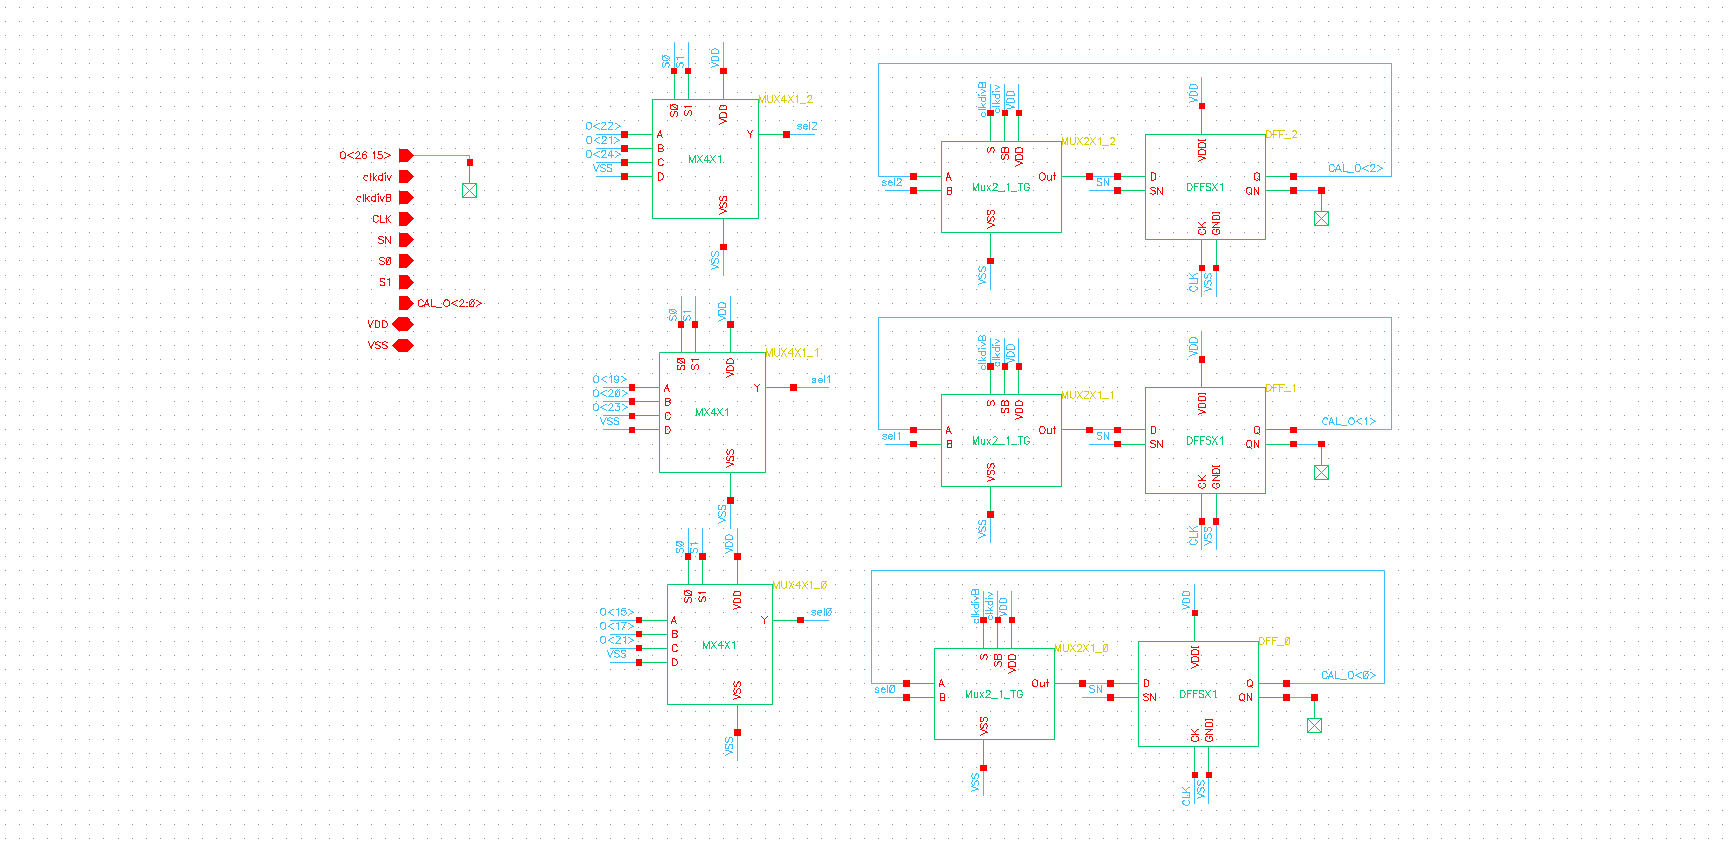 O<26 15>
clkdiv
clkdivB
CLK
SN
S0
S1
CAL_O<2:0>
VDD
VSS
S0
S1
VDD
MUX4X1_2
S0
S1
VDD
O<22>
O<21>
O<24>
VSS
A
B
C
D
Y
sel2
MX4X1
VSS
VSS
clkdivB
clkdiv
VDD
MUX2X1_2
S
SB
VDD
sel2
A
B
Out
Mux2_1_TG
VSS
VSS
VDD
DFF_2
VDDI
SN
D
SN
Q
QN
DFFSX1
CAL_O<2>
CK
GNDI
CLK
VSS
S0
S1
VDD
MUX4X1_1
S0
S1
VDD
O<19>
O<20>
O<23>
VSS
A
B
C
D
Y
sel1
MX4X1
VSS
VSS
clkdivB
clkdiv
VDD
MUX2X1_1
S
SB
VDD
sel1
A
B
Out
Mux2_1_TG
VSS
VSS
VDD
DFF_1
VDDI
SN
D
SN
Q
QN
DFFSX1
CAL_O<1>
CK
GNDI
CLK
VSS
S0
S1
VDD
MUX4X1_0
S0
S1
VDD
O<17>
O<21>
VSS
A
B
C
D
Y
sel0
MX4X1
VSS
VSS
clkdivB
clkdiv
VDD
MUX2X1_0
S
SB
VDD
sel0
A
B
Out
Mux2_1_TG
VSS
VSS
VDD
DFF_0
VDDI
SN
D
SN
Q
QN
DFFSX1
CAL_O<0>
CK
GNDI
CLK
VSS